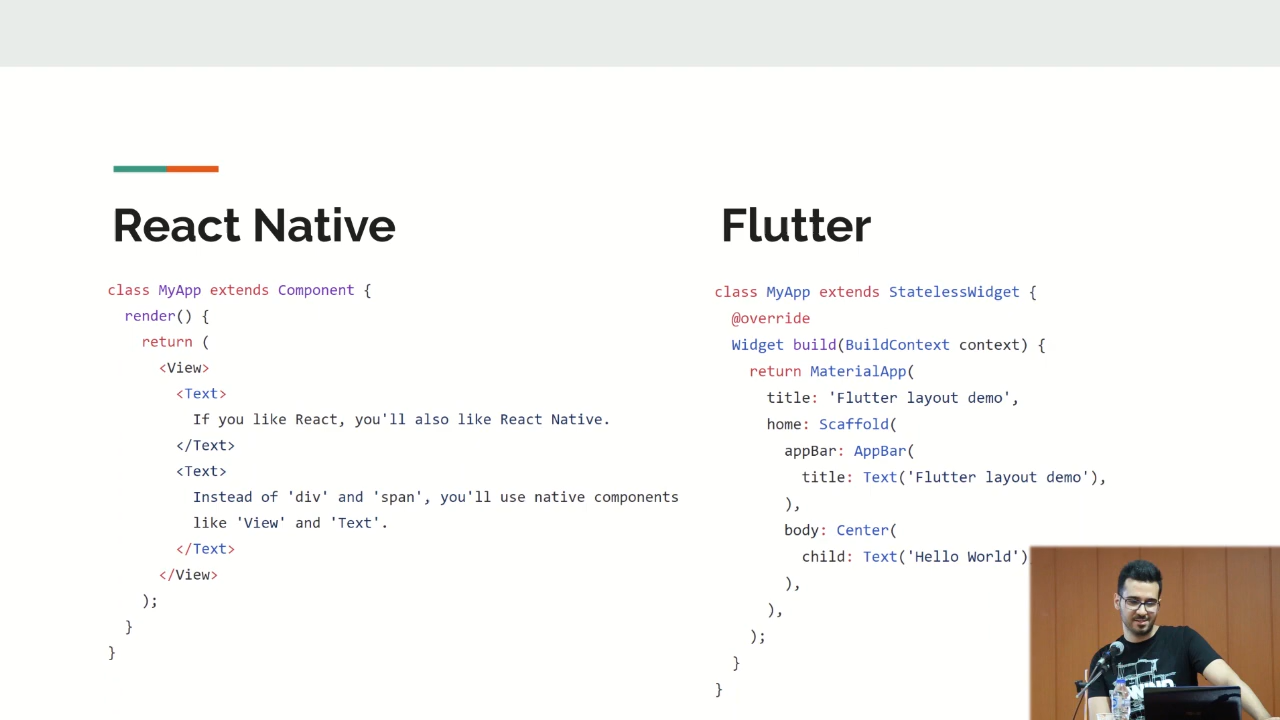 React Native
class MyApp extends Component {
render() {
return (
<View>
<Text>
If you like React, you'll also like React Native.
</Text>
<Text>
Instead of 'div' and 'span', you'll use native components
like 'View' and 'Text'.
</Text>
</View>
);
}
}
Flutter
class MyApp extends StatelessWidget {
@override
Widget build(BuildContext context) {
return MaterialApp(
title: 'Flutter layout demo',
home: Scaffold(
appBar: AppBar(
title: Text('Flutter layout demo'),
),
body: Center(
child: Text('Hello World')
),
),
);
}
}